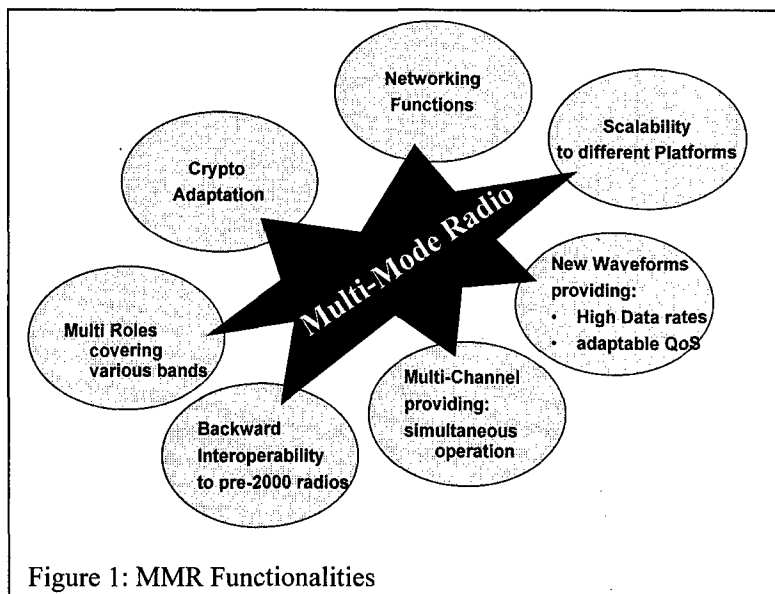 Networking
Functions
Scalability
to different Platforms
Crypto
Adaptation
Multi-Mode Radio
New Waveforms
providing:
• High Data rates
• adaptable QoS
Multi Roles
covering
various bands
Multi-Channel
providing:
simultaneous
operation
Backward
Interoperability
to pre-2000 radios
Figure 1: MMR Functionalities